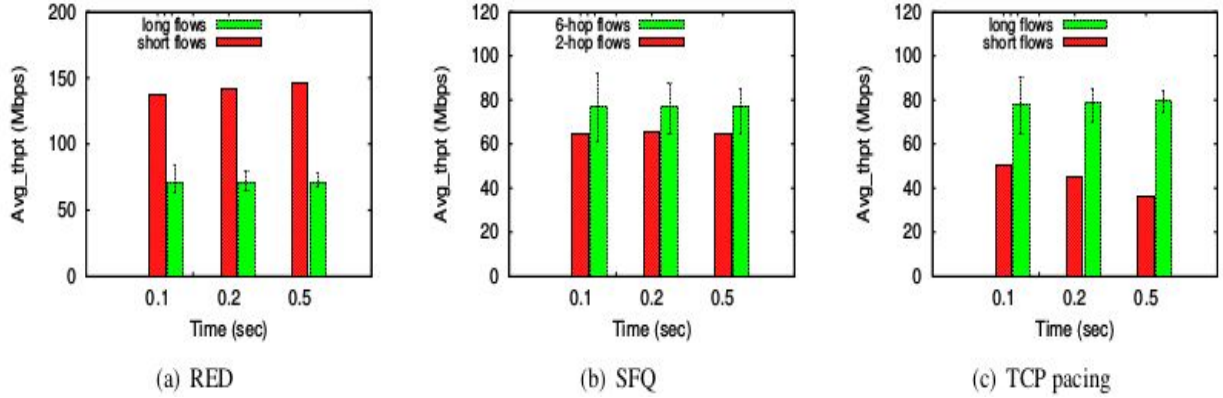 200
150
100
50
0
Avg_thpt (Mbps)
long flows
short flows
0.1 0.2 0.5
Time (sec)
(a) RED
120
100
80
60
40
20
0
Avg_thpt (Mbps)
6-hop flows
2-hop flows
0.1 0.2 0.5
Time (sec)
(b) SFQ
120
100
80
60
40
20
0
Avg_thpt (Mbps)
long flows
short flows
0.1 0.2 0.5
Time (sec)
(c) TCP pacing